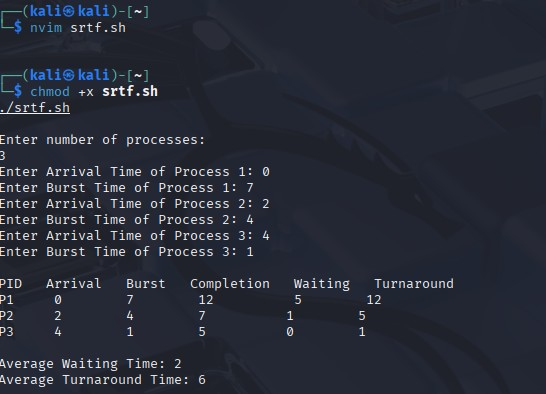 ┌──(kali㉿kali)-[~]
└─$ nvim srtf.sh
┌──(kali㉿kali)-[~]
└─$ chmod +x srtf.sh
./srtf.sh
Enter number of processes:
3
Enter Arrival Time of Process 1: 0
Enter Burst Time of Process 1: 7
Enter Arrival Time of Process 2: 2
Enter Burst Time of Process 2: 4
Enter Arrival Time of Process 3: 4
Enter Burst Time of Process 3: 1
PID Arrival Burst Completion Waiting Turnaround
P1 0 7 12 5 12
P2 2 4 7 1 5
P3 4 1 5 0 1
Average Waiting Time: 2
Average Turnaround Time: 6